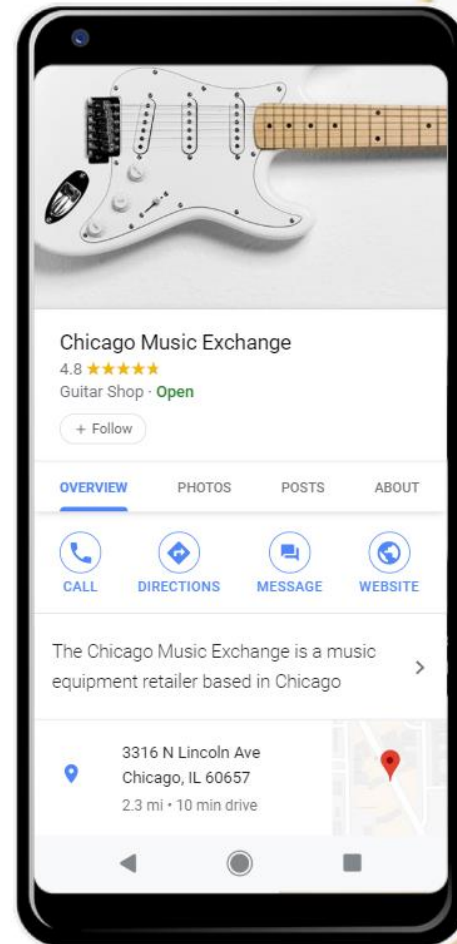 Chicago Music Exchange
4.8
Guitar Shop · Open
+ Follow
OVERVIEW PHOTOS POSTS ABOUT
CALL DIRECTIONS MESSAGE WEBSITE
The Chicago Music Exchange is a music
equipment retailer based in Chicago
3316 N Lincoln Ave
Chicago, IL 60657
2.3 mi • 10 min drive